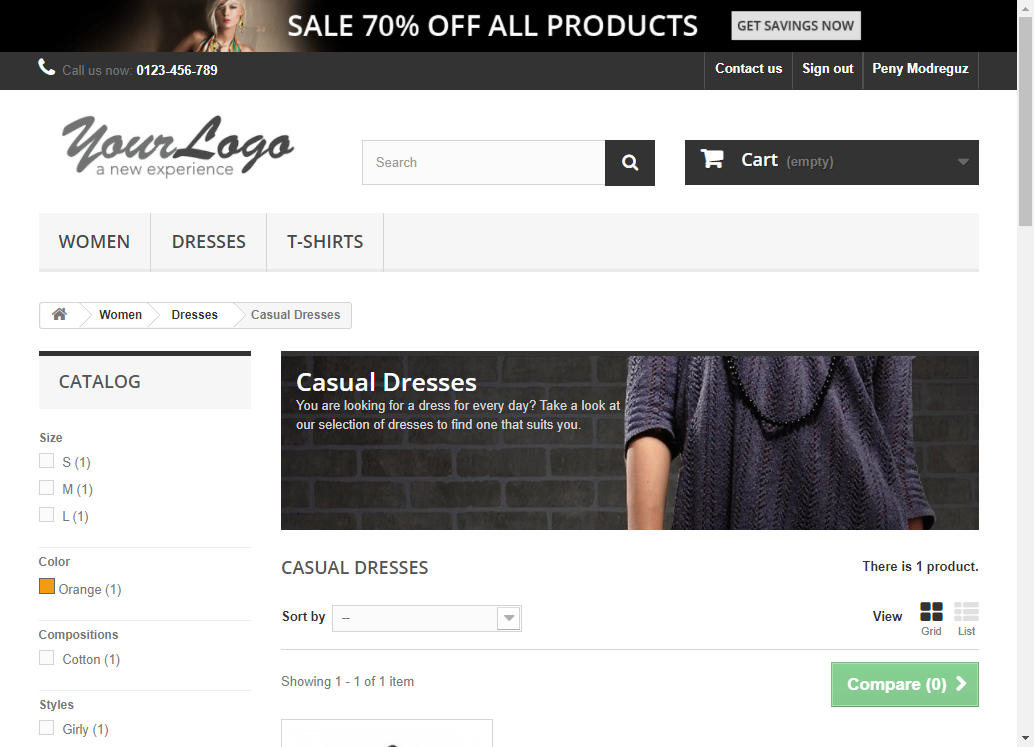 SALE 70% OFF ALL PRODUCTS GET SAVINGS NOW
Call us now: 0123-456-789 Contact us Sign out Peny Modreguz
YourLogo
a new experience
Search
Cart (empty)
WOMEN DRESSES T-SHIRTS
Women Dresses Casual Dresses
CATALOG
Size
S (1)
M (1)
L (1)
Color
Orange (1)
Compositions
Cotton (1)
Styles
Girly (1)
Casual Dresses
You are looking for a dress for every day? Take a look at
our selection of dresses to find one that suits you.
CASUAL DRESSES There is 1 product.
Sort by -- View Grid List
Showing 1 - 1 of 1 item Compare (0)